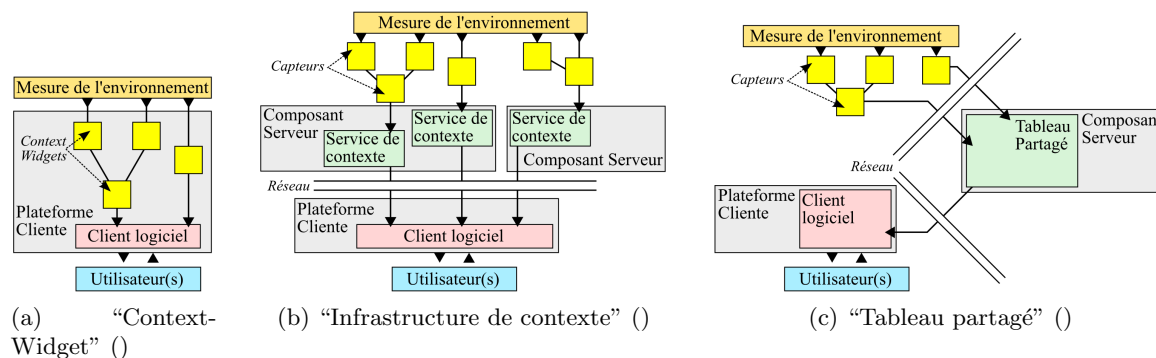 Mesure de l'environnement
Context
Widgets
Plateforme
Cliente
Client logiciel
Utilisateur(s)
(a) “Context-
Widget” ()
Mesure de l'environnement
Capteurs
Composant
Serveur
Service de
contexte
Service de
contexte
Service de
contexte
Composant Serveur
Réseau
Plateforme
Cliente
Client logiciel
Utilisateur(s)
(b) “Infrastructure de contexte” ()
Mesure de l'environnement
Capteurs
Tableau
Partagé
Composant
Serveur
Réseau
Plateforme
Cliente
Client
logiciel
Utilisateur(s)
(c) “Tableau partagé” ()